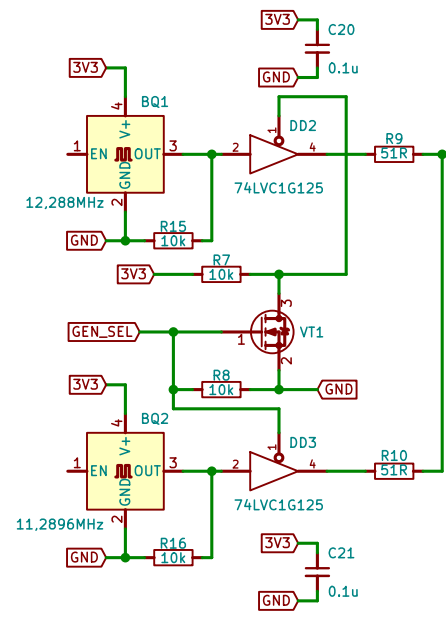 3V3
C20
GND
0.1u
3V3
4
BQ1
V+
1
EN
OUT
3
GND
2
12,288MHz
1
DD2
2
4
74LVC1G125
R9
51R
GND
R15
10k
3V3
R7
10k
3
GEN_SEL
1
VT1
2
R8
10k
GND
3V3
4
BQ2
V+
1
EN
OUT
3
GND
2
11,2896MHz
1
DD3
2
4
74LVC1G125
R10
51R
GND
R16
10k
3V3
C21
GND
0.1u